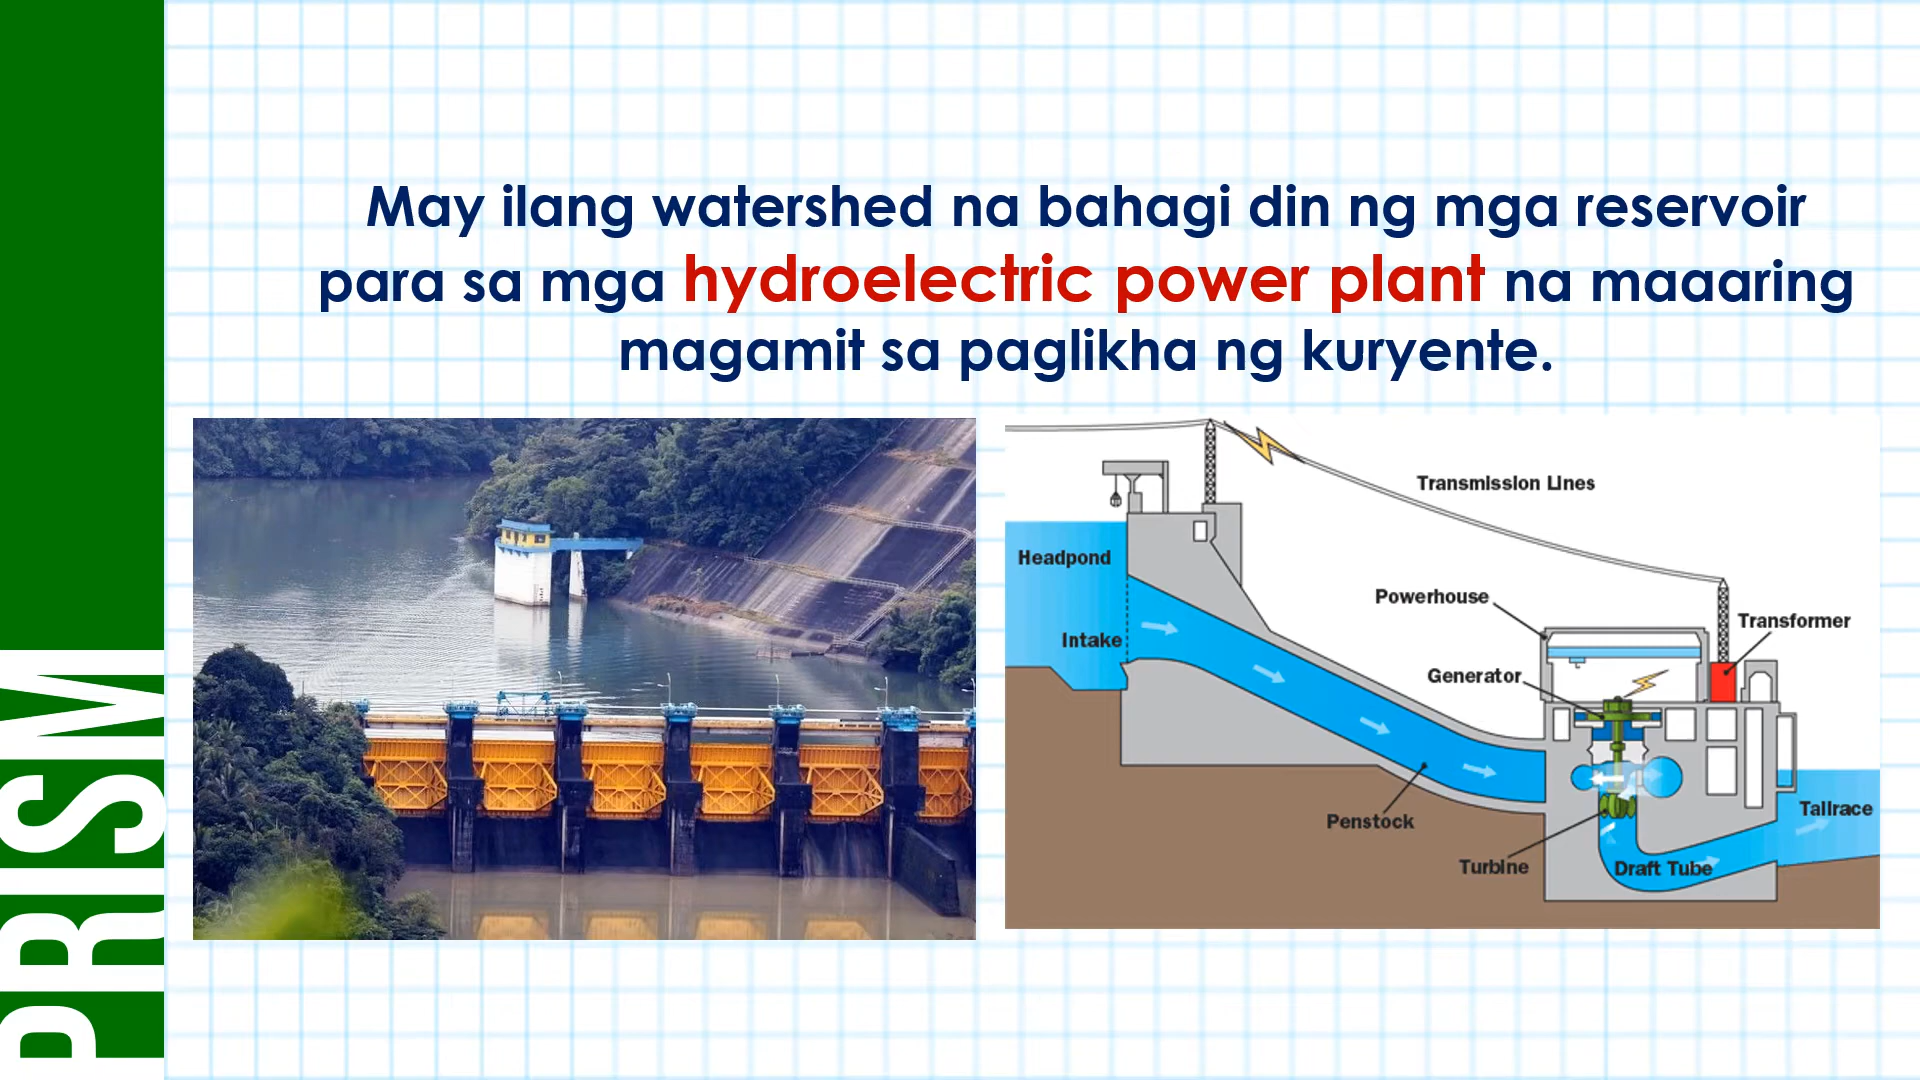 May ilang watershed na bahagi din ng mga reservoir
para sa mga hydroelectric power plant na maaaring
magamit sa paglikha ng kuryente.
Transmission Lines
Headpond
Powerhouse
Transformer
Intake
Generator
Tailrace
Penstock
Turbine
Draft Tube
PRISM